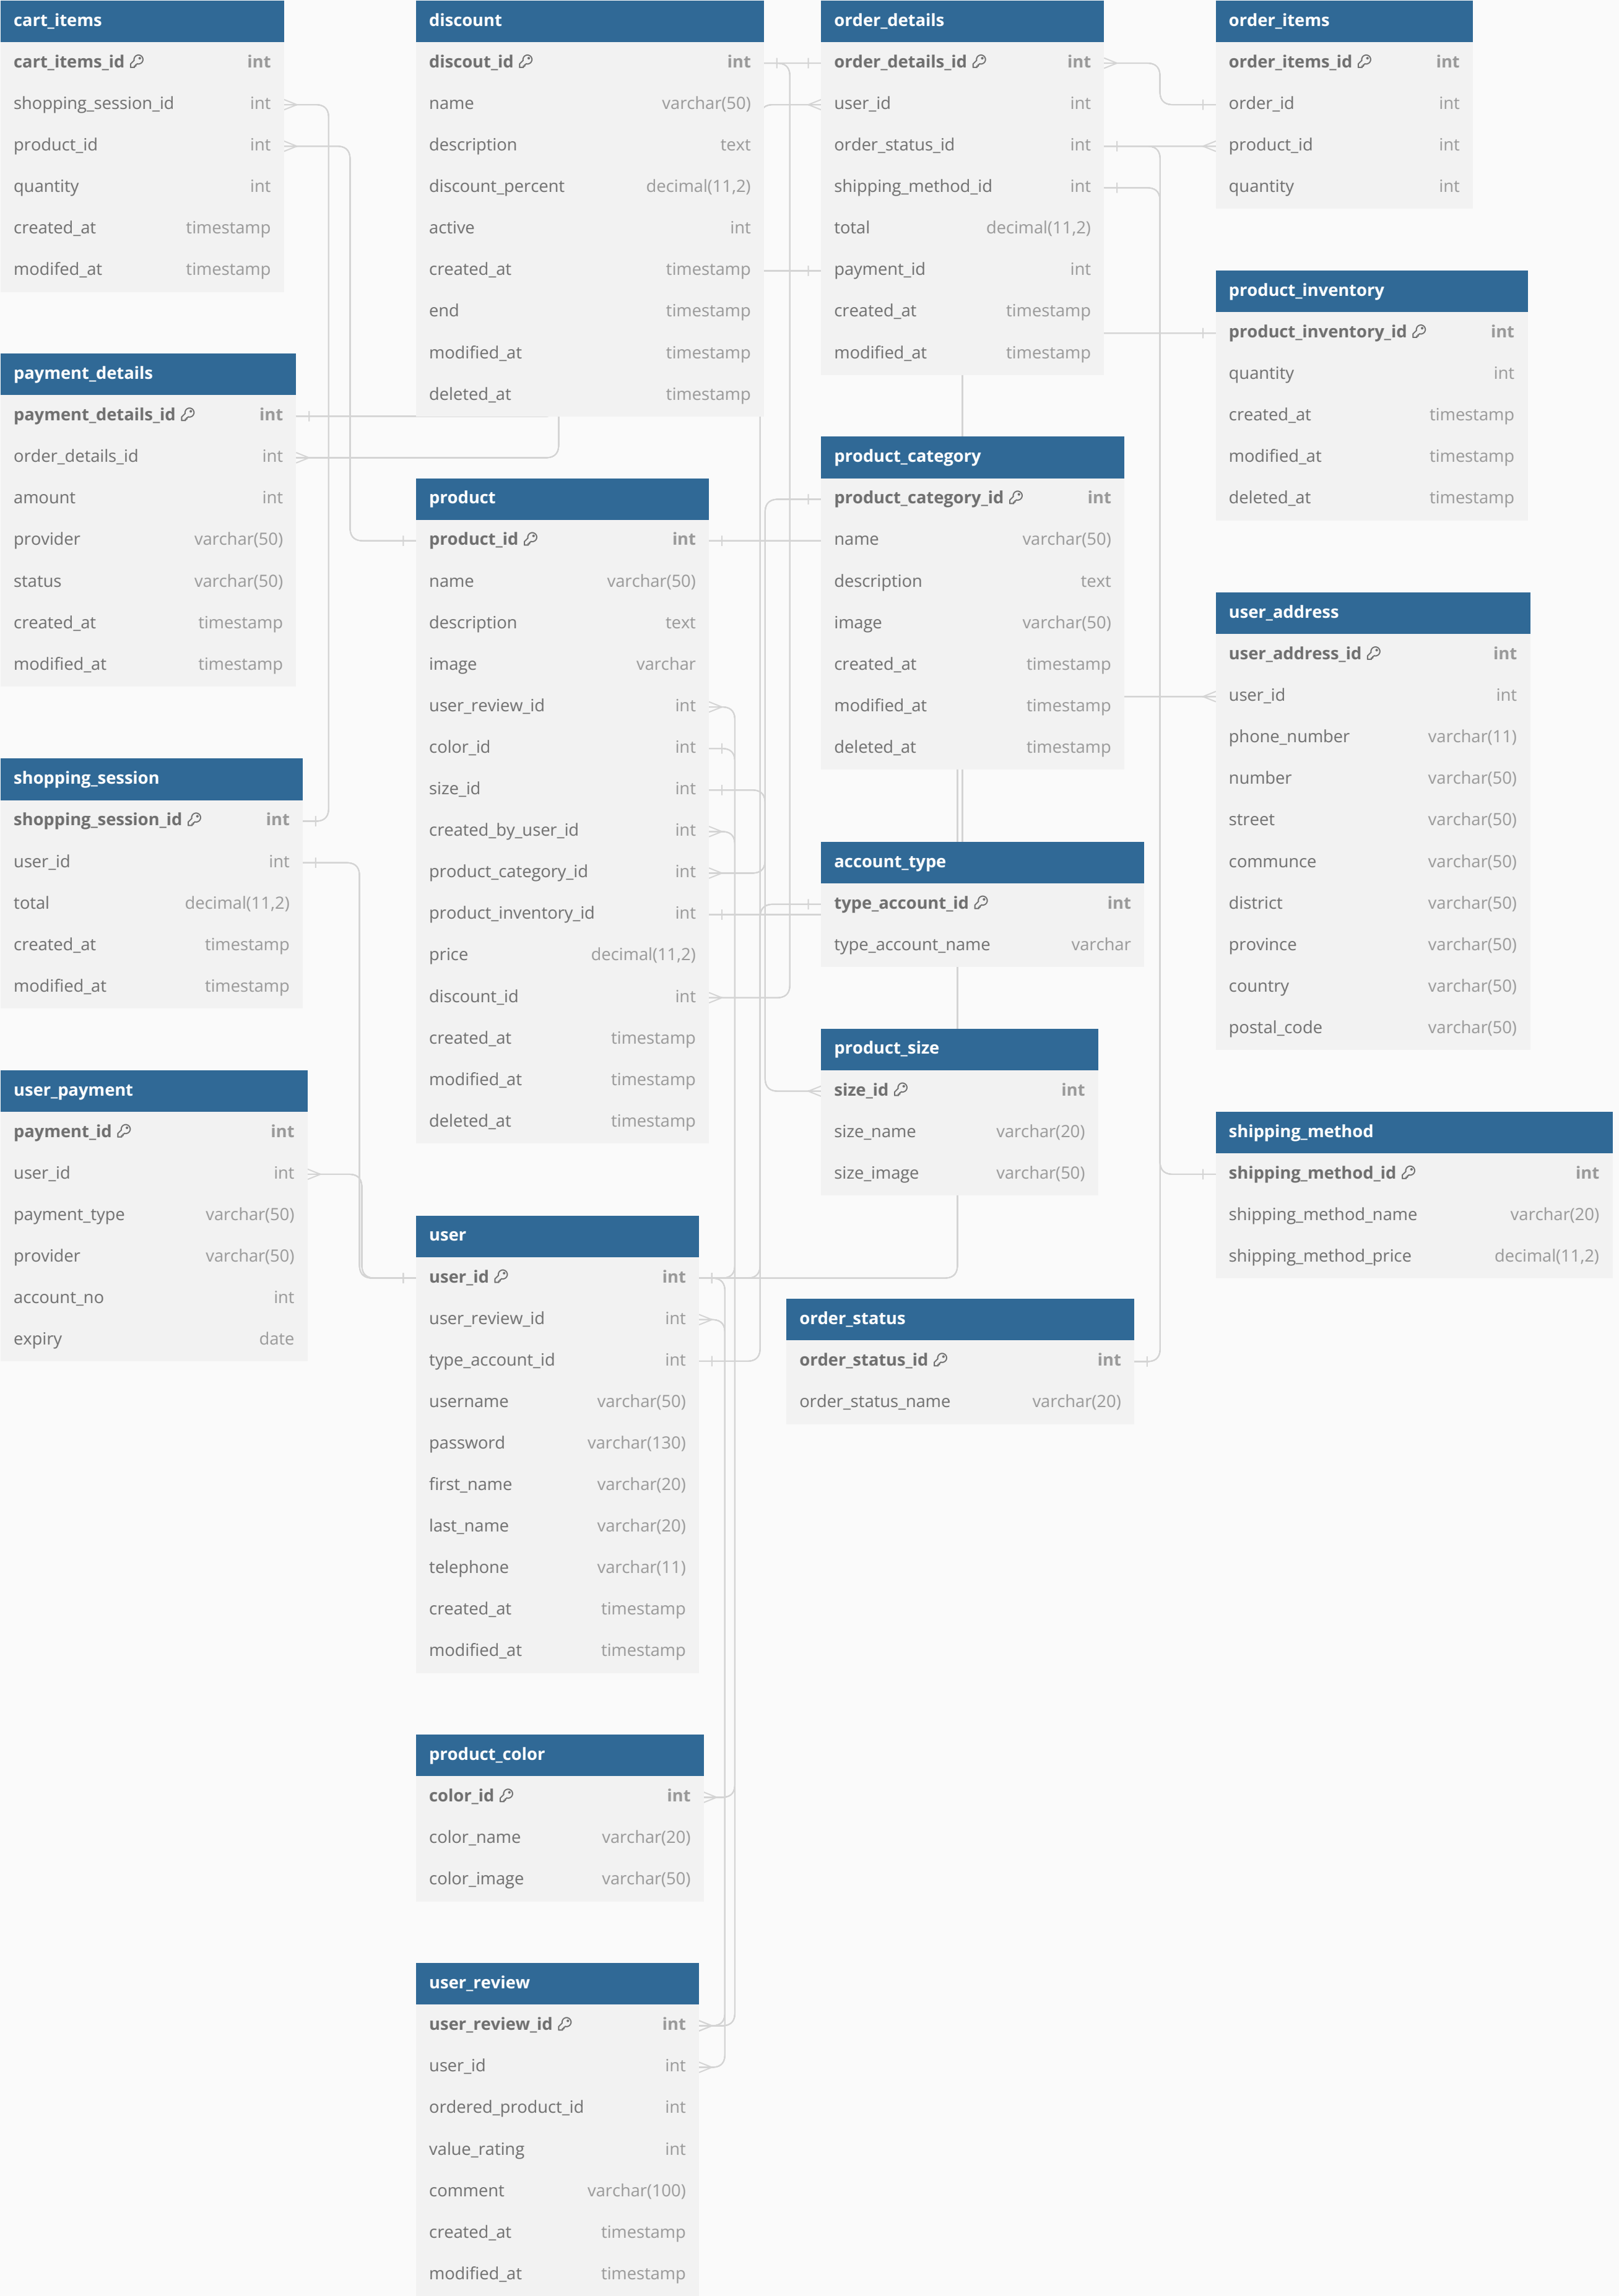 cart_items
cart_items_id int
shopping_session_id int
product_id int
quantity int
created_at timestamp
modifed_at timestamp
payment_details
payment_details_id int
order_details_id int
amount int
provider varchar(50)
status varchar(50)
created_at timestamp
modified_at timestamp
shopping_session
shopping_session_id int
user_id int
total decimal(11,2)
created_at timestamp
modified_at timestamp
user_payment
payment_id int
user_id int
payment_type varchar(50)
provider varchar(50)
account_no int
expiry date
discount
discout_id int
name varchar(50)
description text
discount_percent decimal(11,2)
active int
created_at timestamp
end timestamp
modified_at timestamp
deleted_at timestamp
product
product_id int
name varchar(50)
description text
image varchar
user_review_id int
color_id int
size_id int
created_by_user_id int
product_category_id int
product_inventory_id int
price decimal(11,2)
discount_id int
created_at timestamp
modified_at timestamp
deleted_at timestamp
user
user_id int
user_review_id int
type_account_id int
username varchar(50)
password varchar(130)
first_name varchar(20)
last_name varchar(20)
telephone varchar(11)
created_at timestamp
modified_at timestamp
product_color
color_id int
color_name varchar(20)
color_image varchar(50)
user_review
user_review_id int
user_id int
ordered_product_id int
value_rating int
comment varchar(100)
created_at timestamp
modified_at timestamp
order_details
order_details_id int
user_id int
order_status_id int
shipping_method_id int
total decimal(11,2)
payment_id int
created_at timestamp
modified_at timestamp
product_category
product_category_id int
name varchar(50)
description text
image varchar(50)
created_at timestamp
modified_at timestamp
deleted_at timestamp
account_type
type_account_id int
type_account_name varchar
product_size
size_id int
size_name varchar(20)
size_image varchar(50)
order_status
order_status_id int
order_status_name varchar(20)
order_items
order_items_id int
order_id int
product_id int
quantity int
product_inventory
product_inventory_id int
quantity int
created_at timestamp
modified_at timestamp
deleted_at timestamp
user_address
user_address_id int
user_id int
phone_number varchar(11)
number varchar(50)
street varchar(50)
communce varchar(50)
district varchar(50)
province varchar(50)
country varchar(50)
postal_code varchar(50)
shipping_method
shipping_method_id int
shipping_method_name varchar(20)
shipping_method_price decimal(11,2)